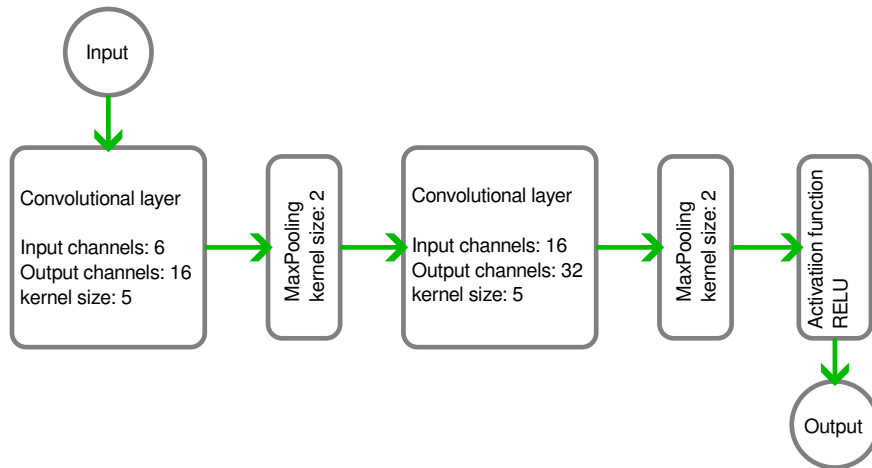 Input
Convolutional layer
Input channels: 6
Output channels: 16
kernel size: 5
MaxPooling
kernel size: 2
Convolutional layer
Input channels: 16
Output channels: 32
kernel size: 5
MaxPooling
kernel size: 2
Activatiion function
RELU
Output